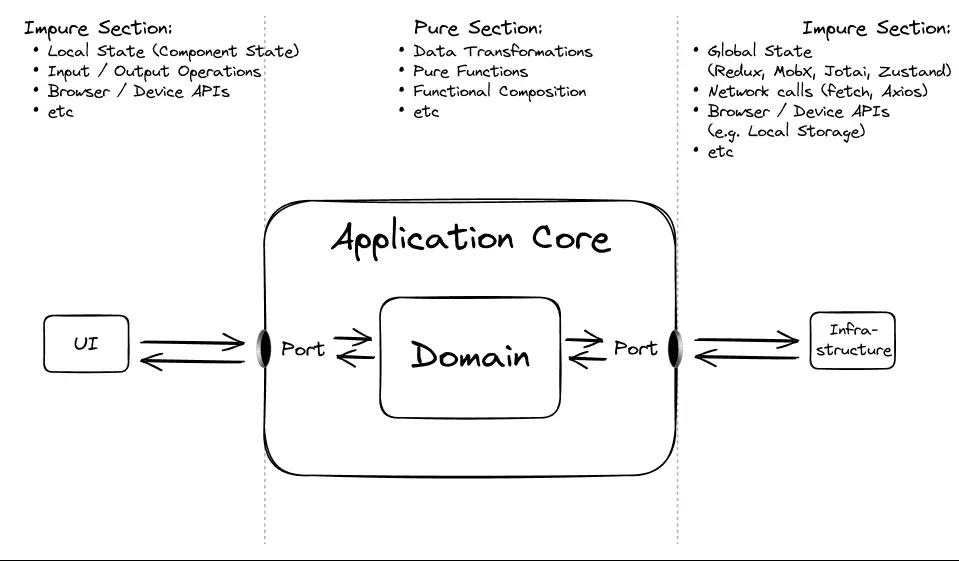 Impure Section:
• Local State (Component State)
• Input / Output Operations
• Browser / Device APIs
• etc
Pure Section:
• Data Transformations
• Pure Functions
• Functional Composition
• etc
Impure Section:
• Global State
(Redux, MobX, Jotai, Zustand)
• Network calls (fetch, Axios)
• Browser / Device APIs
(e.g. Local Storage)
• etc
Application Core
UI
Port
Domain
Port
Infra-
structure